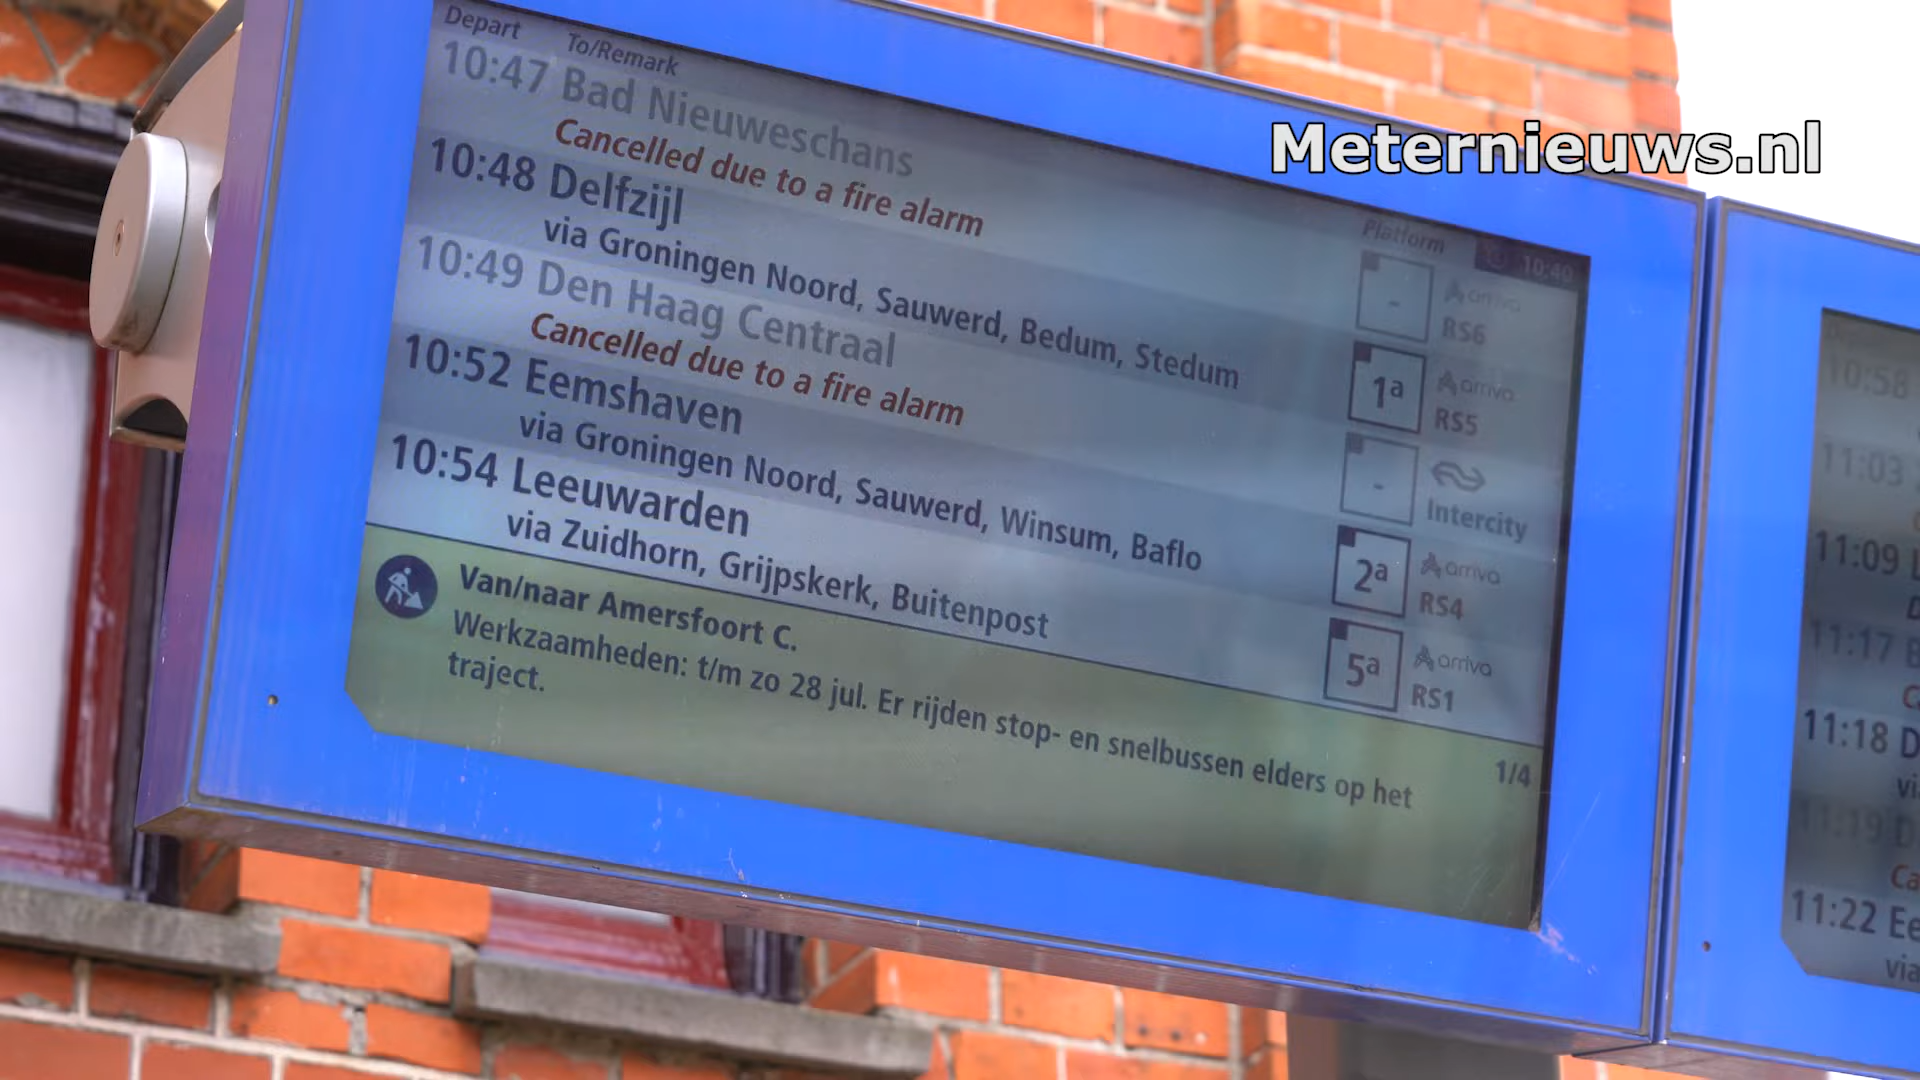 Meternieuws.nl
Depart To/Remark Platform 10:40
10:47 Bad Nieuweschans - arriva
Cancelled due to a fire alarm RS6
10:48 Delfzijl 1a arriva
via Groningen Noord, Sauwerd, Bedum, Stedum RS5
10:49 Den Haag Centraal -
Cancelled due to a fire alarm Intercity
10:52 Eemshaven 2a arriva
via Groningen Noord, Sauwerd, Winsum, Baflo RS4
10:54 Leeuwarden 5a arriva
via Zuidhorn, Grijpskerk, Buitenpost RS1
Van/naar Amersfoort C. 1/4
Werkzaamheden: t/m zo 28 jul. Er rijden stop- en snelbussen elders op het
traject.
10:58
11:03
11:09 L
11:17 B
C
11:18 D
vi
11:19 D
Ca
11:22 Ee
via